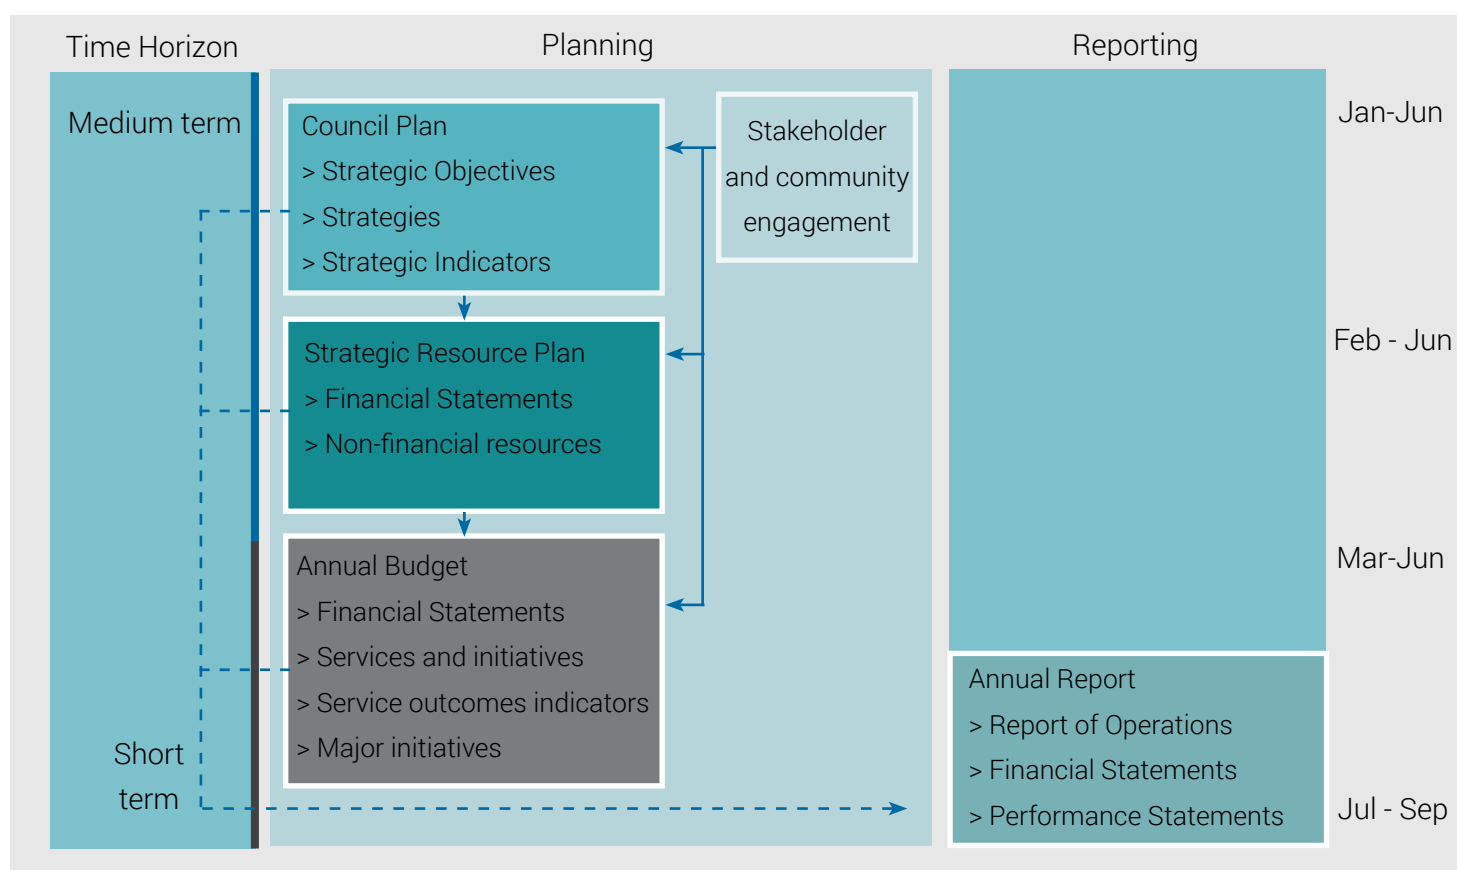 Time Horizon
Planning
Reporting
Medium term
Council Plan
> Strategic Objectives
> Strategies
> Strategic Indicators
Stakeholder
and community
engagement
Jan-Jun
Strategic Resource Plan
> Financial Statements
> Non-financial resources
Feb - Jun
Annual Budget
> Financial Statements
> Services and initiatives
> Service outcomes indicators
> Major initiatives
Mar-Jun
Short
term
Annual Report
> Report of Operations
> Financial Statements
> Performance Statements
Jul - Sep